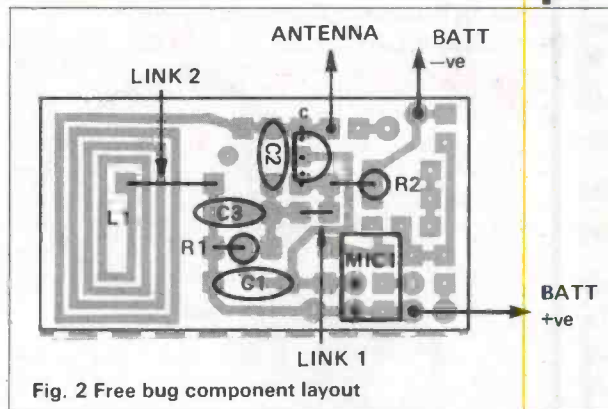 ANTENNA
BATT
–ve
LINK 2
C
C2
R2
L1
C3
R1
C1
MIC1
BATT
+ve
LINK 1
Fig. 2 Free bug component layout